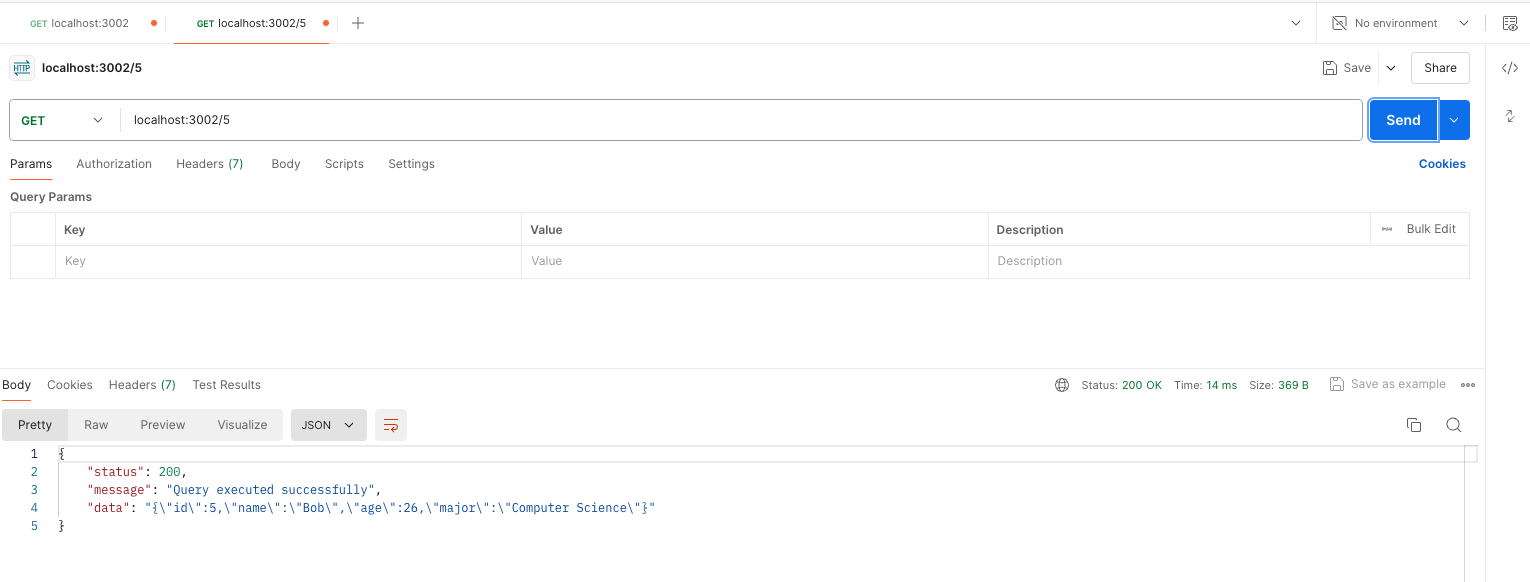 GET localhost:3002
GET localhost:3002/5
No environment
HTTP localhost:3002/5
Save
Share
GET
localhost:3002/5
Send
Params Authorization Headers (7) Body Scripts Settings
Cookies
Query Params
Key Value Description Bulk Edit
Key Value Description
Body Cookies Headers (7) Test Results
Status: 200 OK Time: 14 ms Size: 369 B Save as example
Pretty Raw Preview Visualize JSON
1 {
2 "status": 200,
3 "message": "Query executed successfully",
4 "data": "{\"id\":5,\"name\":\"Bob\",\"age\":26,\"major\":\"Computer Science\"}"
5 }